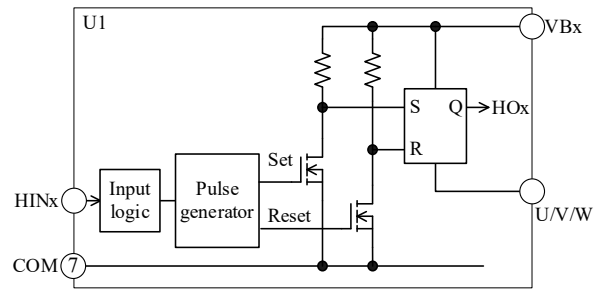 U1
VBx
S
Q
HOx
R
Set
HINx
Input
logic
Pulse
generator
Reset
U/V/W
COM
7